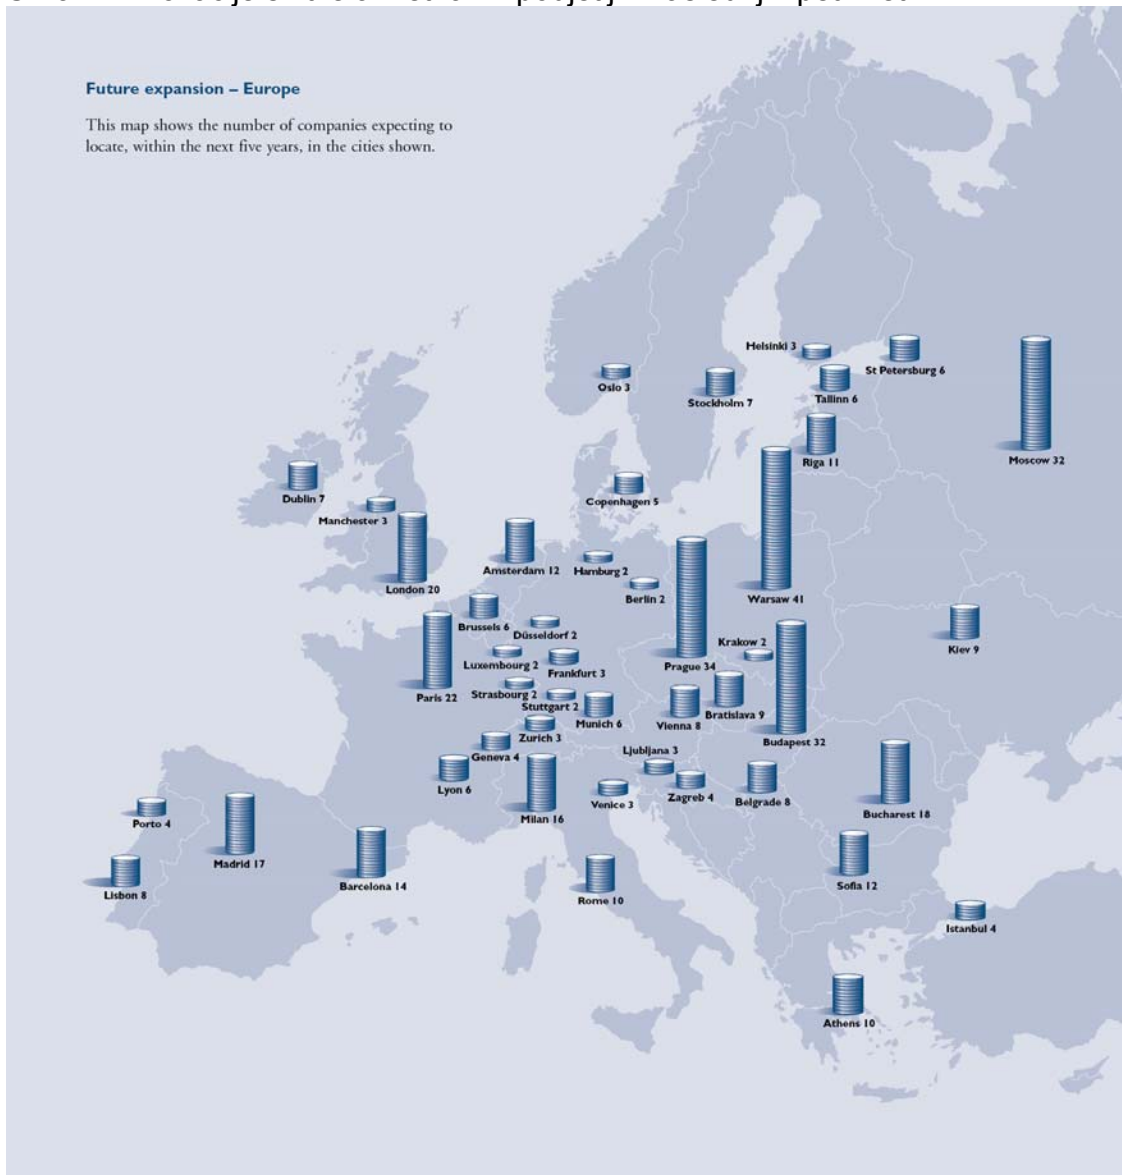 Future expansion – Europe
This map shows the number of companies expecting to
locate, within the next five years, in the cities shown.
Helsinki 3
St Petersburg 6
Oslo 3
Stockholm 7
Tallinn 6
Riga 11
Moscow 32
Dublin 7
Copenhagen 5
Manchester 3
Amsterdam 12
Hamburg 2
London 20
Berlin 2
Warsaw 41
Brussels 6
Düsseldorf 2
Krakow 2
Kiev 9
Luxembourg 2
Frankfurt 3
Prague 34
Paris 22
Strasbourg 2
Stuttgart 2
Munich 6
Vienna 8
Bratislava 9
Zurich 3
Budapest 32
Geneva 4
Ljubljana 3
Lyon 6
Venice 3
Zagreb 4
Belgrade 8
Bucharest 18
Milan 16
Porto 4
Madrid 17
Barcelona 14
Sofia 12
Lisbon 8
Rome 10
Istanbul 4
Athens 10